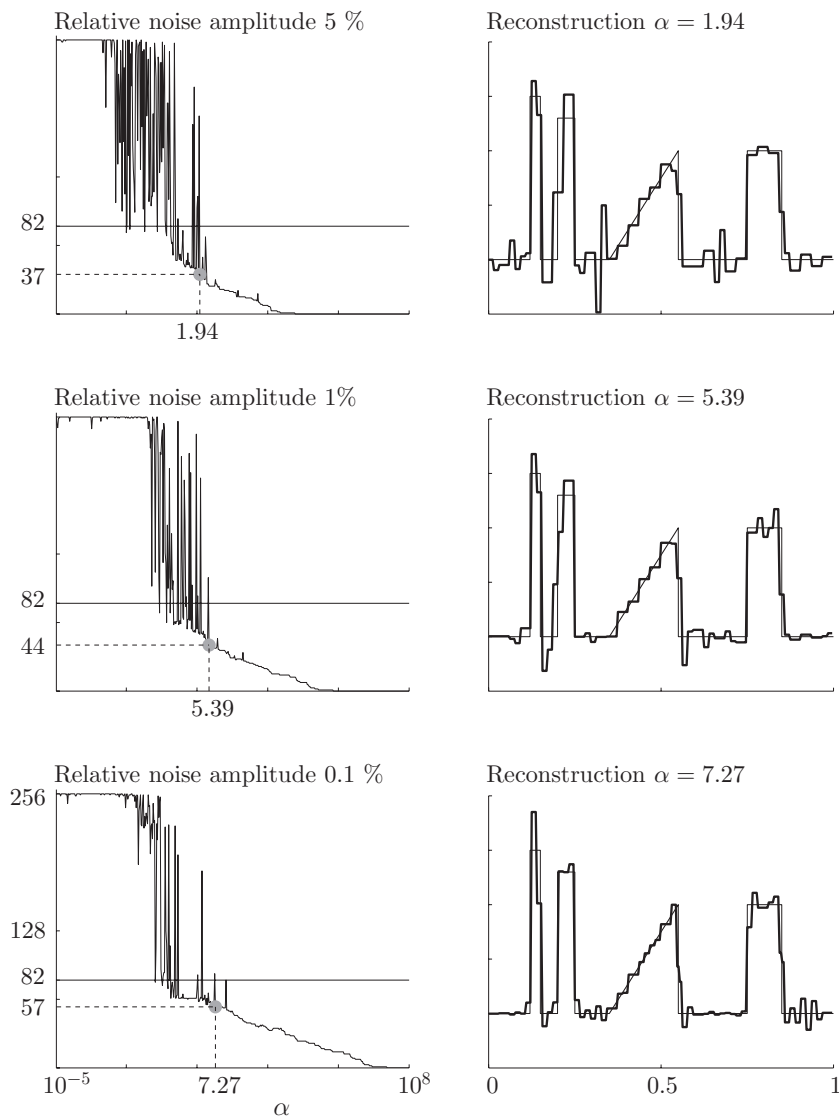 Relative noise amplitude 5 %
Reconstruction α = 1.94
82
37
1.94
Relative noise amplitude 1%
Reconstruction α = 5.39
82
44
5.39
Relative noise amplitude 0.1 %
Reconstruction α = 7.27
256
128
82
57
10^{-5} 7.27 10^{8}
α
0 0.5 1